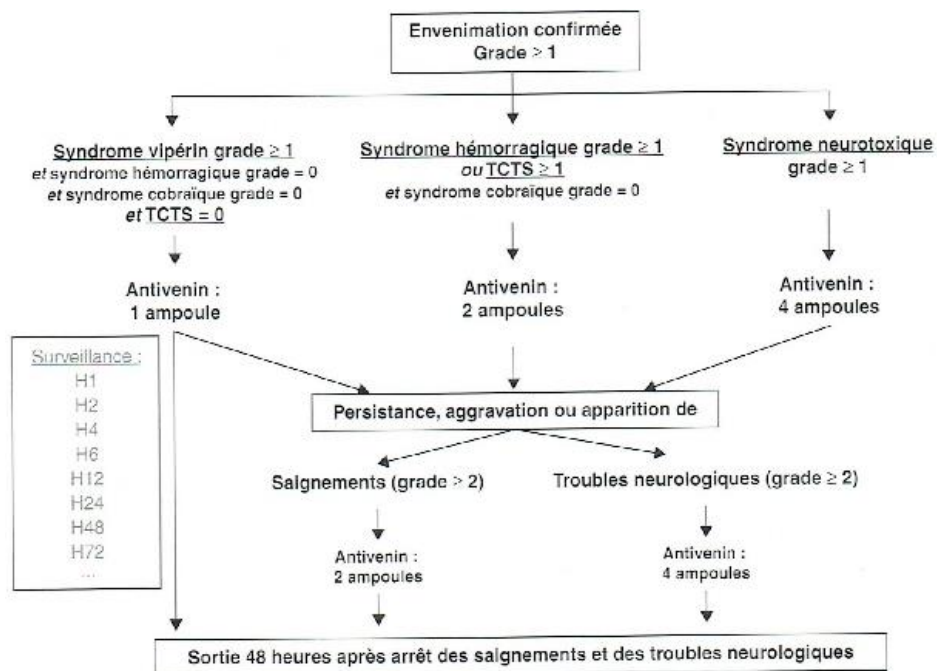 Envenimation confirmée
Grade ≥ 1
Syndrome vipérin grade ≥ 1
et syndrome hémorragique grade = 0
et syndrome cobraïque grade = 0
et TCTS = 0
Syndrome hémorragique grade ≥ 1
ou TCTS ≥ 1
et syndrome cobraïque grade = 0
Syndrome neurotoxique
grade ≥ 1
Antivenin :
1 ampoule
Antivenin :
2 ampoules
Antivenin :
4 ampoules
Surveillance :
H1
H2
H4
H6
H12
H24
H48
H72
...
Persistance, aggravation ou apparition de
Saignements (grade > 2)
Troubles neurologiques (grade ≥ 2)
Antivenin :
2 ampoules
Antivenin :
4 ampoules
Sortie 48 heures après arrêt des saignements et des troubles neurologiques